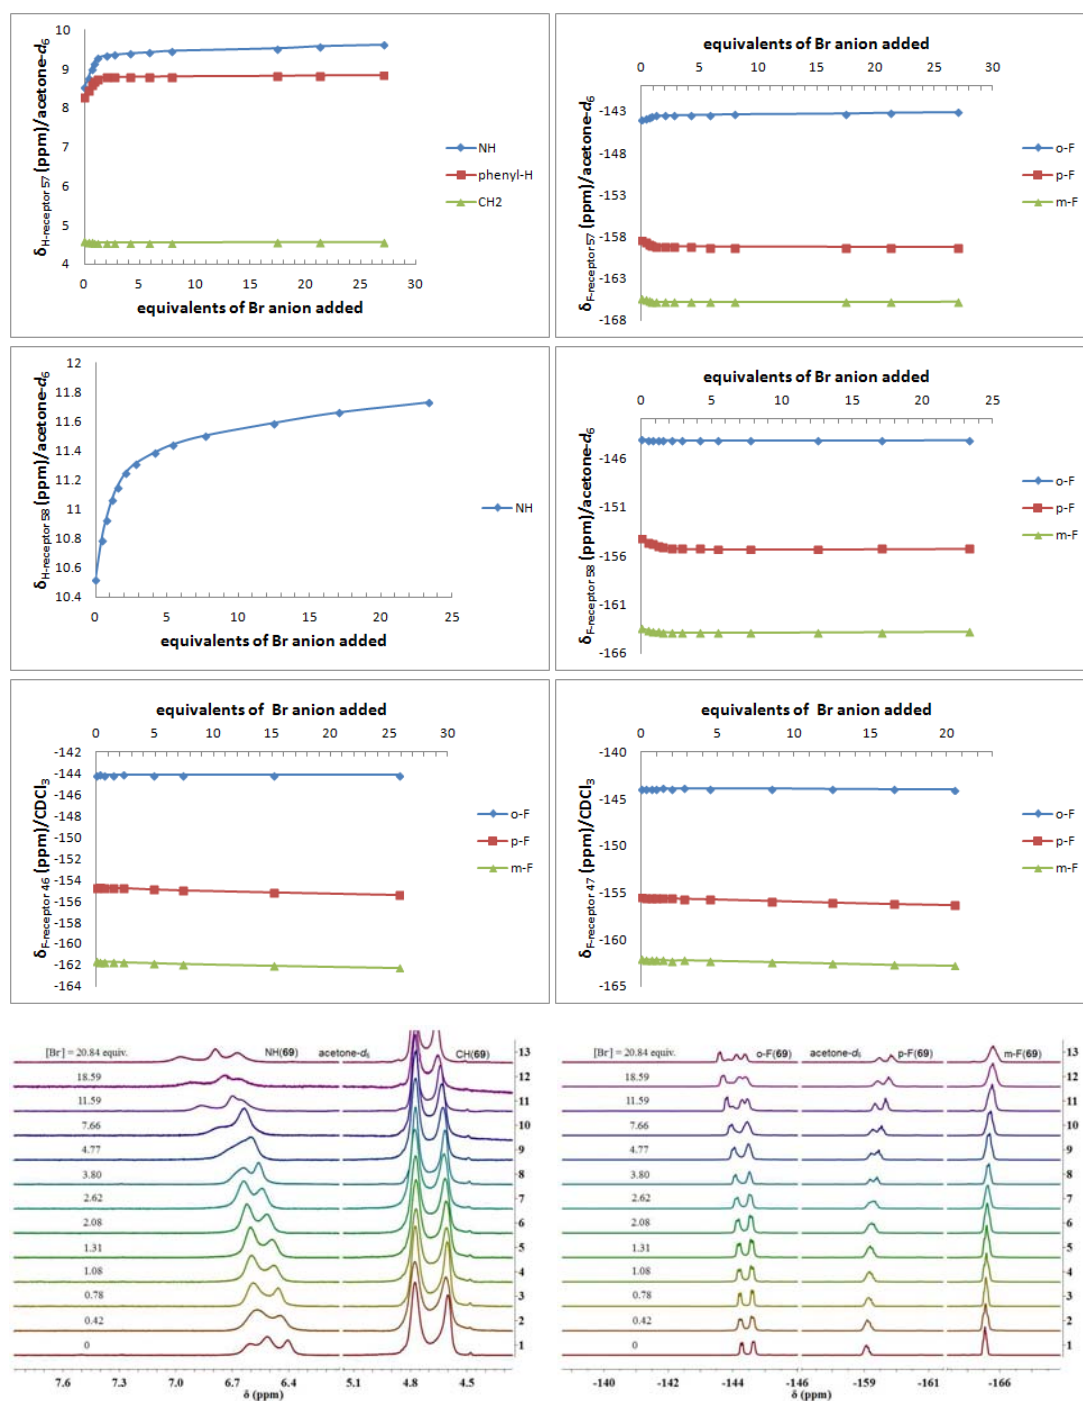 10
9
8
7
6
5
4
0 5 10 15 20 25 30
δH-receptor 57 (ppm)/acetone-d6
equivalents of Br anion added
NH
phenyl-H
CH2
equivalents of Br anion added
0 5 10 15 20 25 30
-143
-148
-153
-158
-163
-168
δF-receptor 57 (ppm)/acetone-d6
o-F
p-F
m-F
12
11.8
11.6
11.4
11.2
11
10.8
10.6
10.4
0 5 10 15 20 25
δH-receptor 58 (ppm)/acetone-d6
equivalents of Br anion added
NH
equivalents of Br anion added
0 5 10 15 20 25
-146
-151
-156
-161
-166
δF-receptor 58 (ppm)/acetone-d6
o-F
p-F
m-F
equivalents of Br anion added
0 5 10 15 20 25 30
-142
-144
-146
-148
-150
-152
-154
-156
-158
-160
-162
-164
δF-receptor 46 (ppm)/CDCl3
o-F
p-F
m-F
equivalents of Br anion added
0 5 10 15 20
-140
-145
-150
-155
-160
-165
δF-receptor 47 (ppm)/CDCl3
o-F
p-F
m-F
[Br-] = 20.84 equiv. NH(69) acetone-d6 CH(69) 13
18.59 12
11.59 11
7.66 10
4.77 9
3.80 8
2.62 7
2.08 6
1.31 5
1.08 4
0.78 3
0.42 2
0 1
7.6 7.3 7.0 6.7 6.4 5.1 4.8 4.5
δ (ppm)
[Br-] = 20.84 equiv. o-F(69) acetone-d6 p-F(69) m-F(69) 13
18.59 12
11.59 11
7.66 10
4.77 9
3.80 8
2.62 7
2.08 6
1.31 5
1.08 4
0.78 3
0.42 2
0 1
-140 -142 -144 -146 -159 -161 -166
δ (ppm)